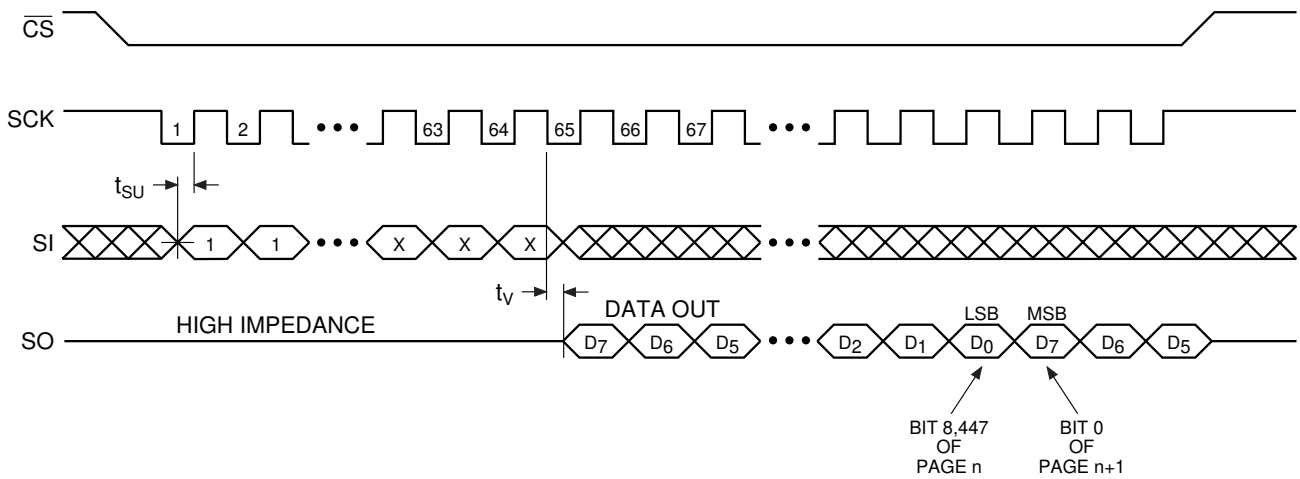 CS
SCK 1 2 ••• 63 64 65 66 67 •••
tSU
SI 1 1 ••• X X X •••
tV
HIGH IMPEDANCE DATA OUT LSB MSB
SO D7 D6 D5 ••• D2 D1 D0 D7 D6 D5
BIT 8,447
OF
PAGE n
BIT 0
OF
PAGE n+1